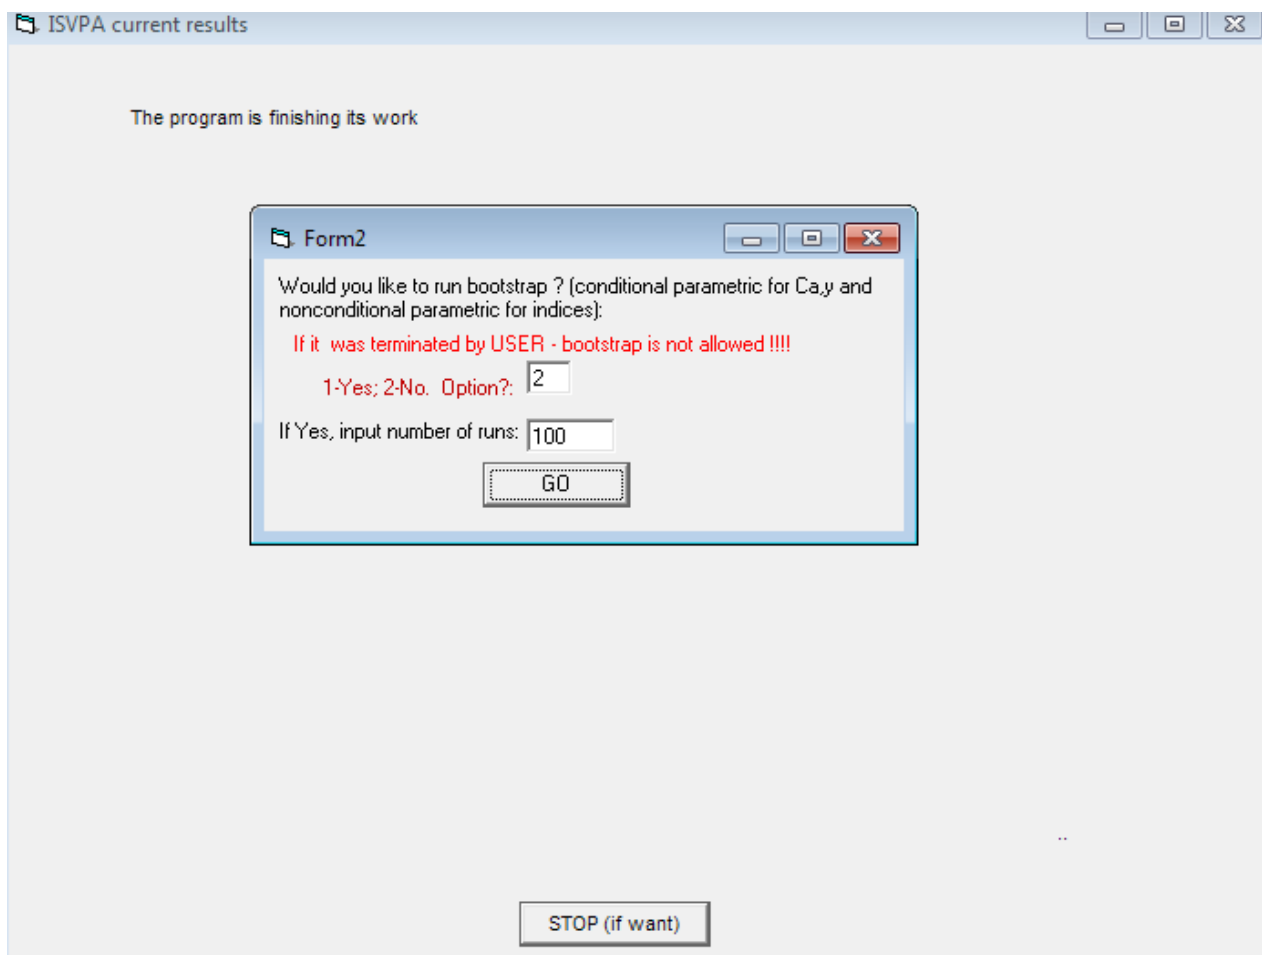 ISVPA current results
The program is finishing its work
Form2
Would you like to run bootstrap ? (conditional parametric for Ca,y and
nonconditional parametric for indices):
If it  was terminated by USER - bootstrap is not allowed !!!!
1-Yes; 2-No.  Option?: 2
If Yes, input number of runs: 100
GO
..
STOP (if want)